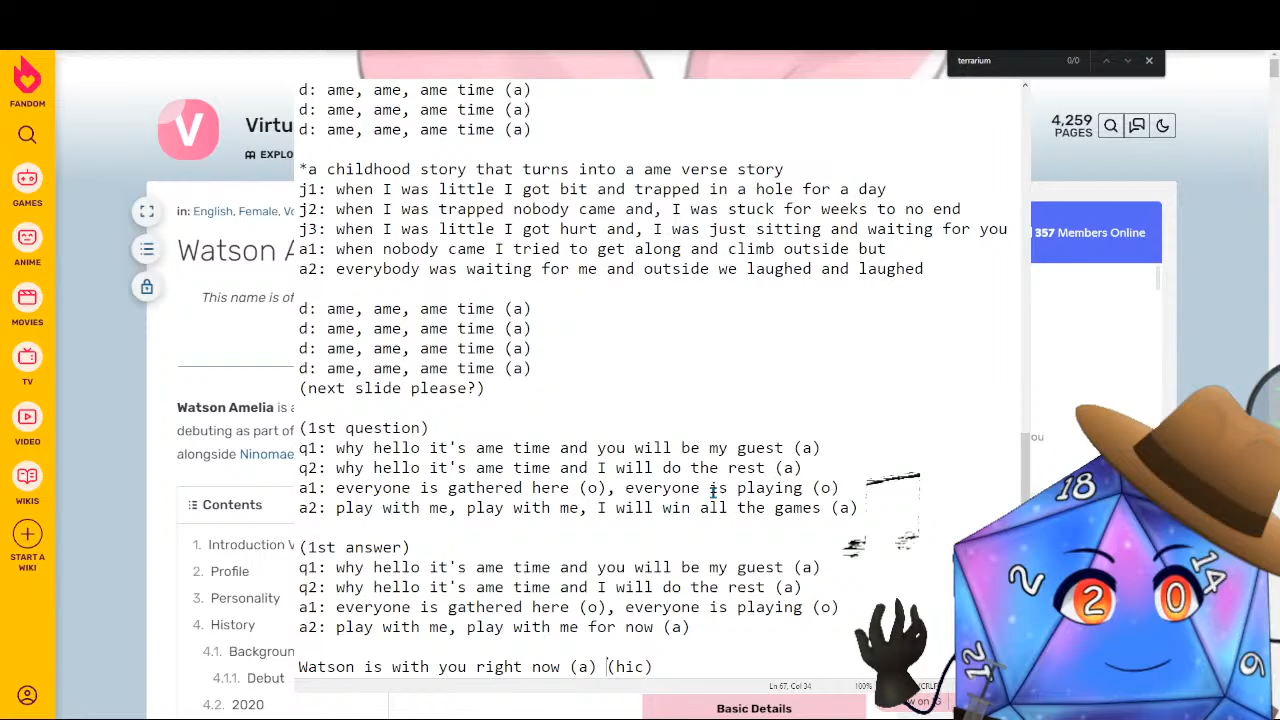 terrarium
0/0
FANDOM
GAMES
ANIME
MOVIES
TV
VIDEO
WIKIS
START A
WIKI
V
Virtu
EXPLO
4,259
PAGES
in: English, Female, Vo
Watson A
This name is of
Watson Amelia is a
debuting as part of
alongside Ninomae
357 Members Online
Contents
1. Introduction V
2. Profile
3. Personality
4. History
4.1. Backgroun
4.1.1. Debut
4.2. 2020
d: ame, ame, ame time (a)
d: ame, ame, ame time (a)
d: ame, ame, ame time (a)
*a childhood story that turns into a ame verse story
j1: when I was little I got bit and trapped in a hole for a day
j2: when I was trapped nobody came and, I was stuck for weeks to no end
j3: when I was little I got hurt and, I was just sitting and waiting for you
a1: when nobody came I tried to get along and climb outside but
a2: everybody was waiting for me and outside we laughed and laughed
d: ame, ame, ame time (a)
d: ame, ame, ame time (a)
d: ame, ame, ame time (a)
d: ame, ame, ame time (a)
(next slide please?)
(1st question)
q1: why hello it's ame time and you will be my guest (a)
q2: why hello it's ame time and I will do the rest (a)
a1: everyone is gathered here (o), everyone is playing (o)
a2: play with me, play with me, I will win all the games (a)
(1st answer)
q1: why hello it's ame time and you will be my guest (a)
q2: why hello it's ame time and I will do the rest (a)
a1: everyone is gathered here (o), everyone is playing (o)
a2: play with me, play with me for now (a)
Watson is with you right now (a) (hic)
Ln 67, Col 34
100%
(CRLF)
ou
Basic Details
18
2
2
0
14
12
6